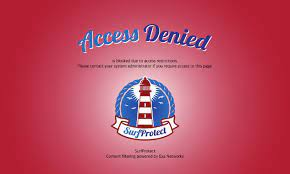 Access Denied
is blocked due to access restrictions.
Please contact your system administrator if you require access to this page
SurfProtect
SurfProtect
Content filtering powered by Exa Networks